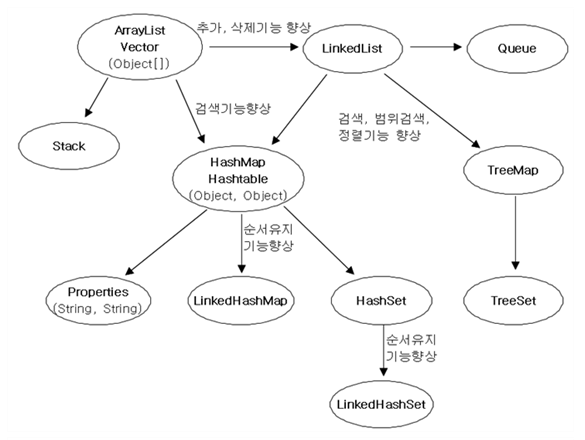 ArrayList
Vector
(Object[])
추가, 삭제기능 향상
LinkedList
Queue
Stack
검색기능향상
검색, 범위검색,
정렬기능 향상
HashMap
Hashtable
(Object, Object)
TreeMap
순서유지
기능향상
Properties
(String, String)
LinkedHashMap
HashSet
TreeSet
순서유지
기능향상
LinkedHashSet